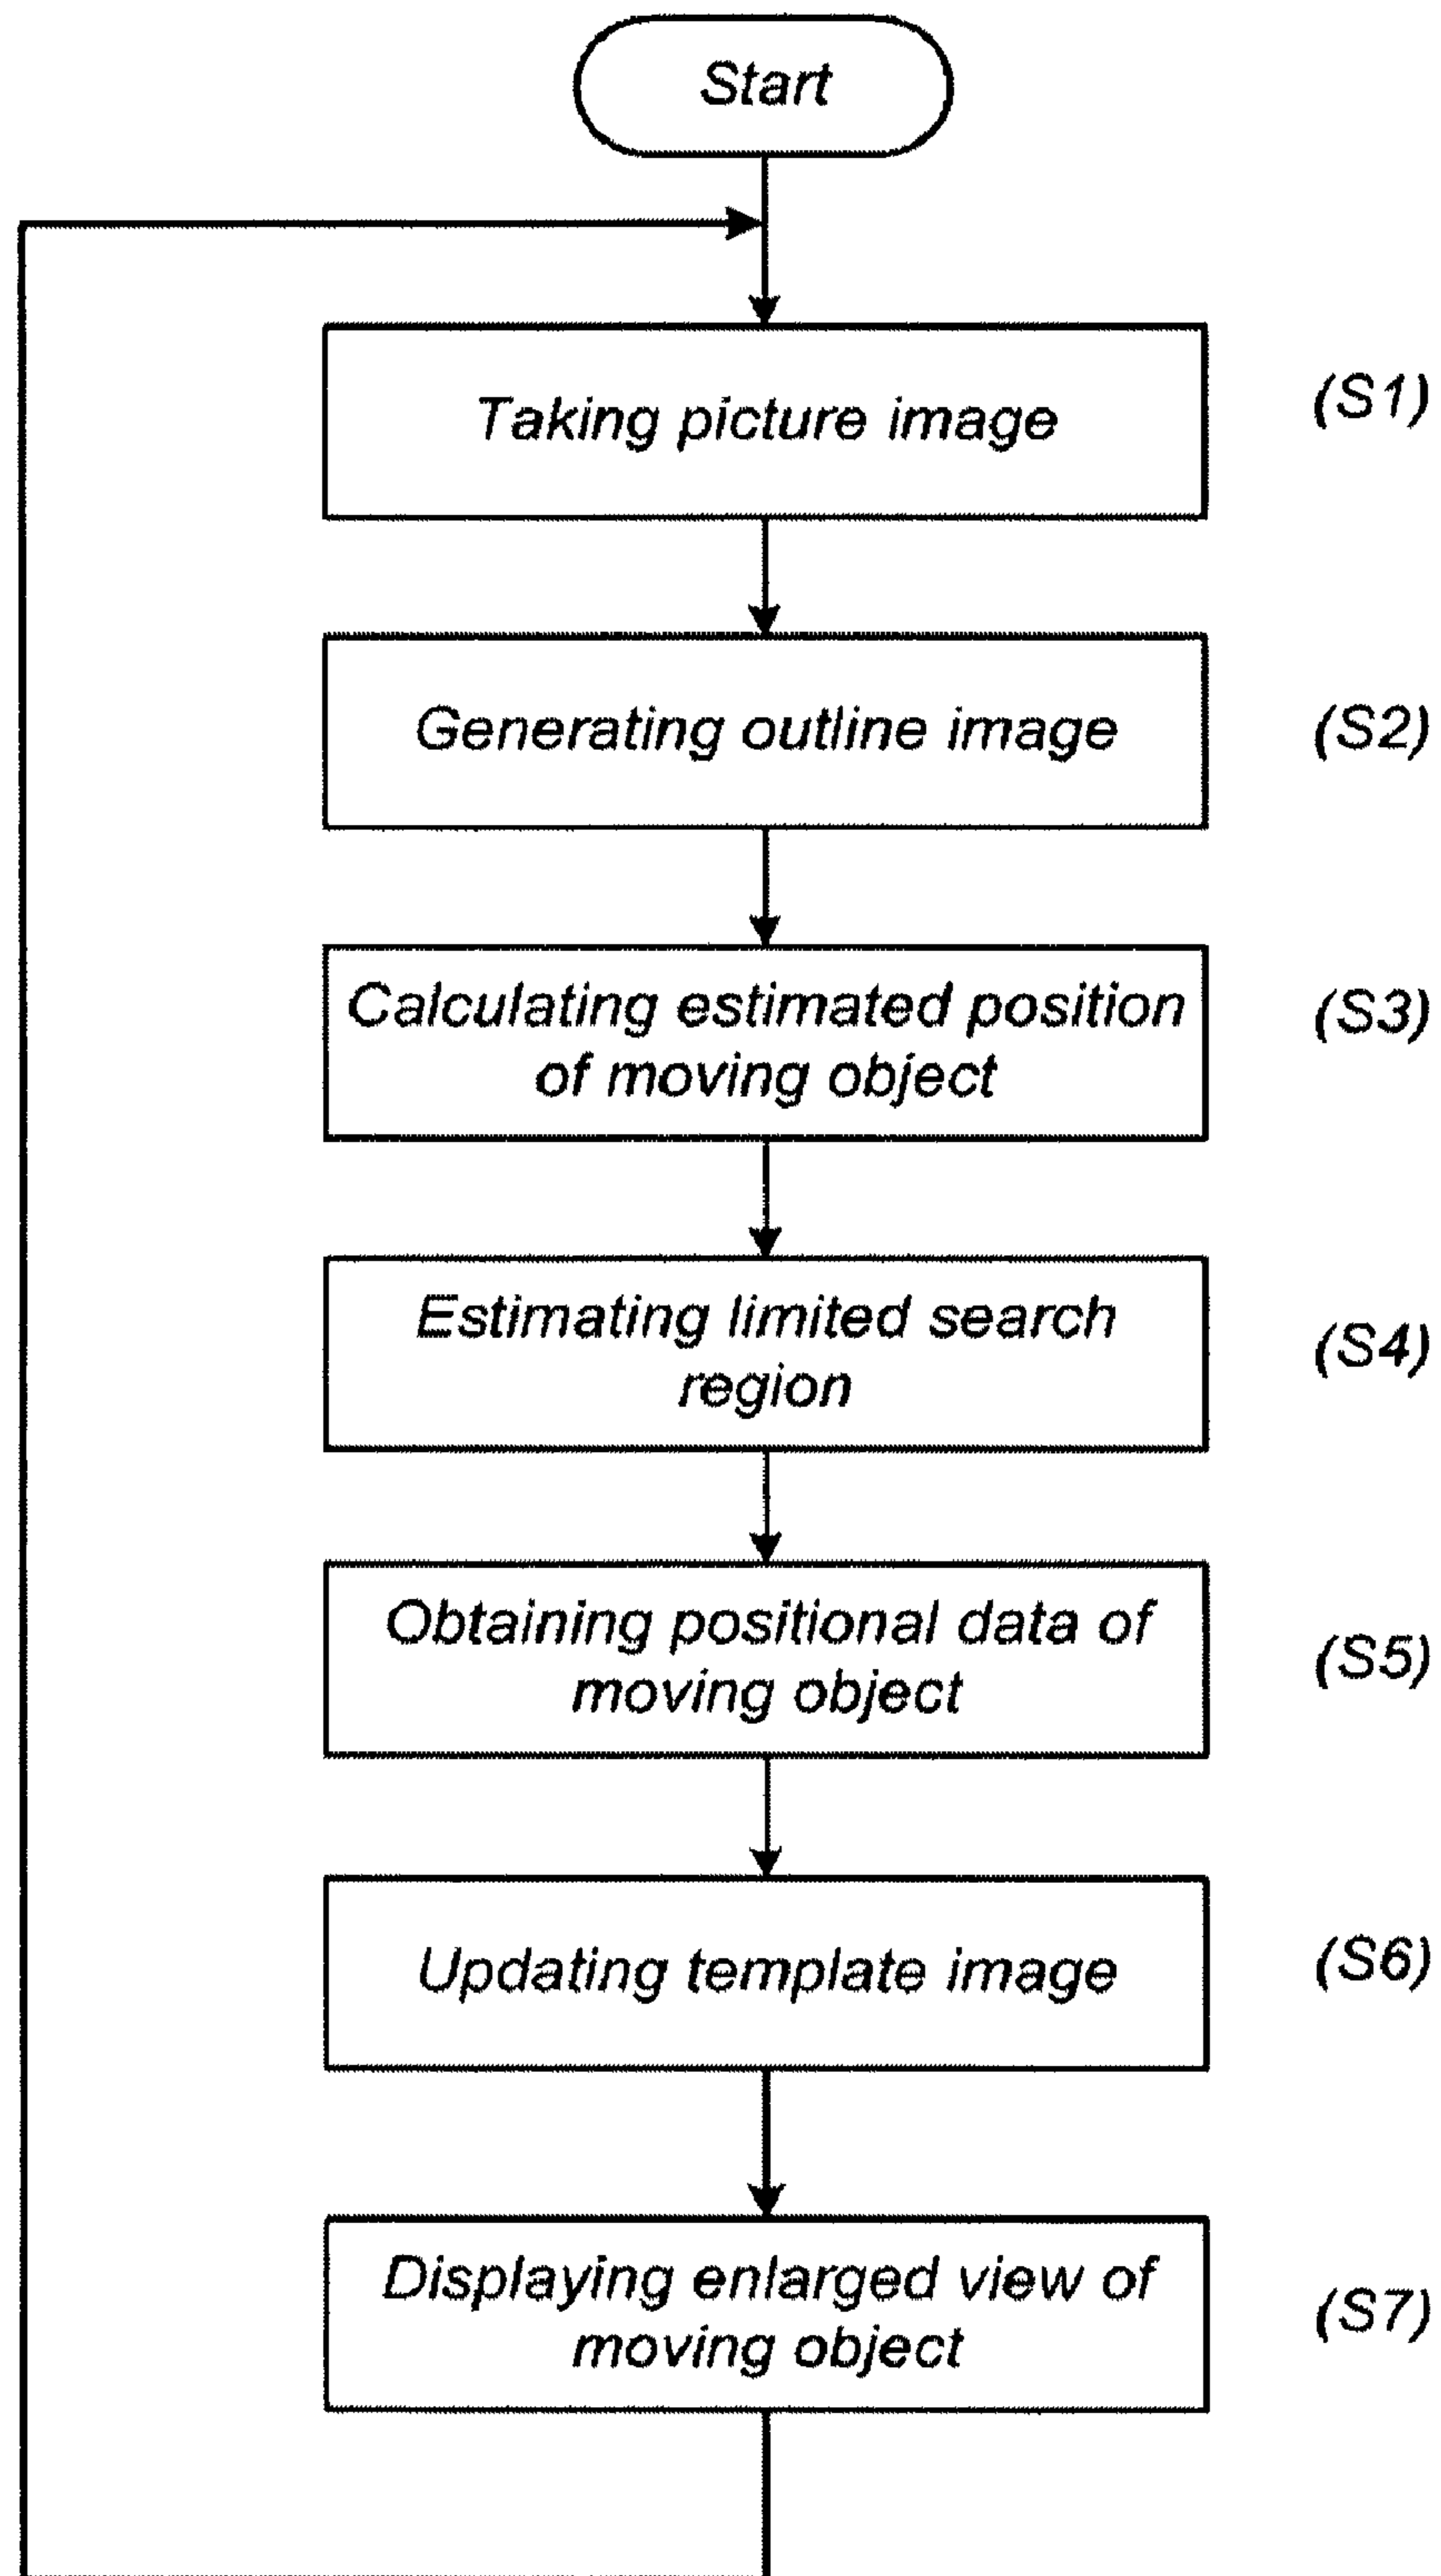 Start
Taking picture image
(S1)
Generating outline image
(S2)
Calculating estimated position
of moving object
(S3)
Estimating limited search
region
(S4)
Obtaining positional data of
moving object
(S5)
Updating template image
(S6)
Displaying enlarged view of
moving object
(S7)